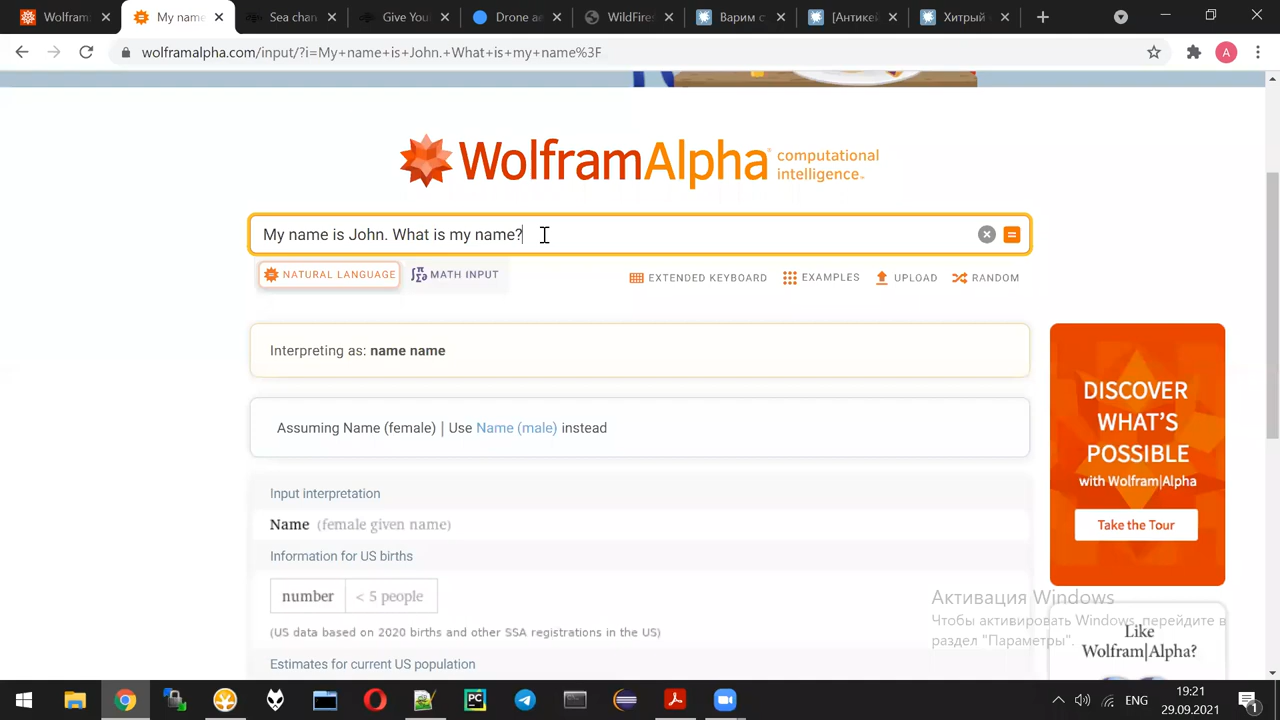 Wolfram
My name
Sea chan
Give You
Drone ae
WildFires
Варим с
[Антикей
Хитрый
wolframalpha.com/input/?i=My+name+is+John.+What+is+my+name%3F
A
WolframAlpha computational intelligence.
My name is John. What is my name?
NATURAL LANGUAGE
MATH INPUT
EXTENDED KEYBOARD
EXAMPLES
UPLOAD
RANDOM
Interpreting as: name name
Assuming Name (female) | Use Name (male) instead
Input interpretation
Name (female given name)
Information for US births
number < 5 people
(US data based on 2020 births and other SSA registrations in the US)
Estimates for current US population
DISCOVER
WHAT'S
POSSIBLE
with Wolfram|Alpha
Take the Tour
Активация Windows
Чтобы активировать Windows, перейдите в
раздел "Параметры".
Like
Wolfram|Alpha?
PC
ENG
19:21
29.09.2021
1